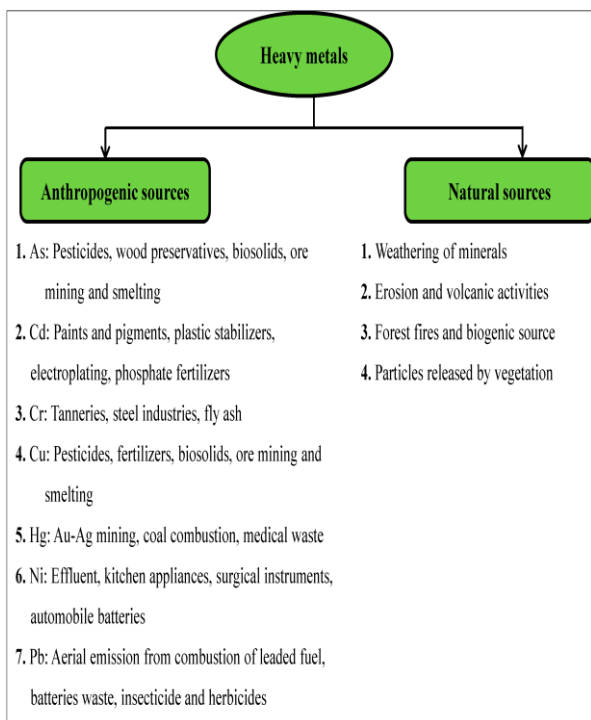 Heavy metals
Anthropogenic sources
1. As: Pesticides, wood preservatives, biosolids, ore
mining and smelting
2. Cd: Paints and pigments, plastic stabilizers,
electroplating, phosphate fertilizers
3. Cr: Tanneries, steel industries, fly ash
4. Cu: Pesticides, fertilizers, biosolids, ore mining and
smelting
5. Hg: Au-Ag mining, coal combustion, medical waste
6. Ni: Effluent, kitchen appliances, surgical instruments,
automobile batteries
7. Pb: Aerial emission from combustion of leaded fuel,
batteries waste, insecticide and herbicides
Natural sources
1. Weathering of minerals
2. Erosion and volcanic activities
3. Forest fires and biogenic source
4. Particles released by vegetation